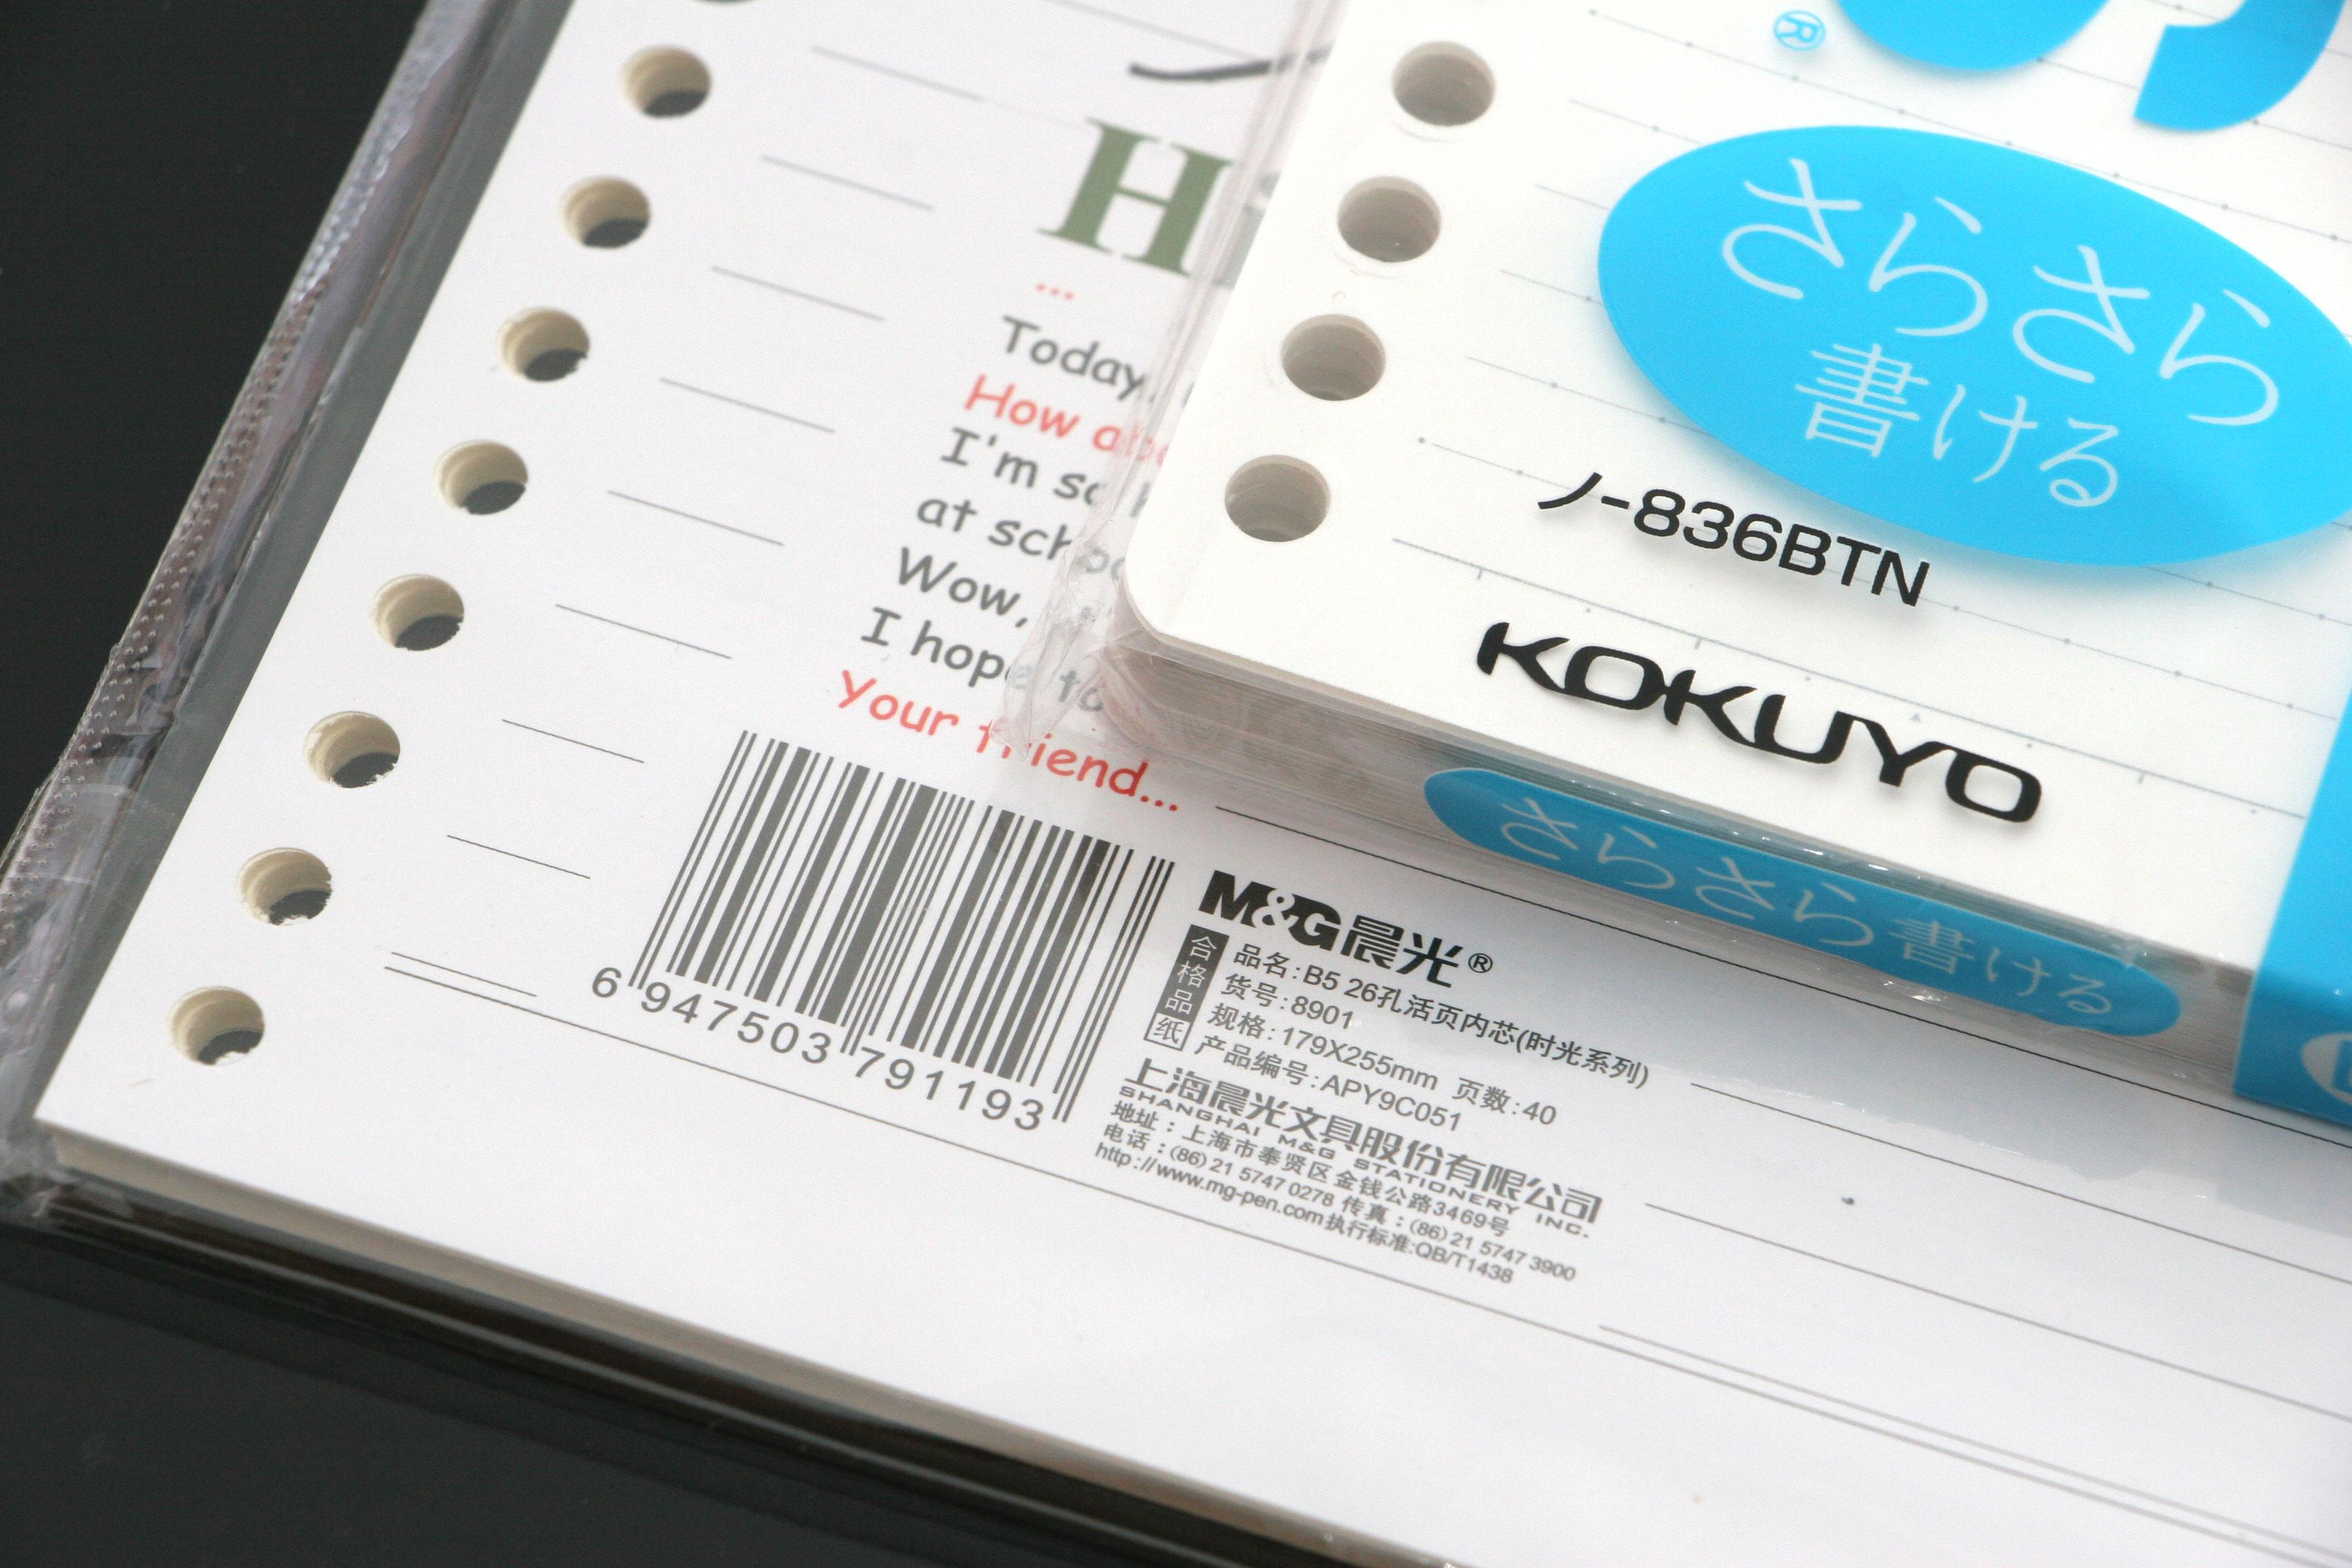 ®
さらさら
書ける
ノ-836BTN
KOKUYO
さらさら書ける
H
...
Today,
How
I'm so
at school
Wow,
I hope to
Your friend...
6 947503 791193
M&G晨光®
合格品
纸
品名:B5 26孔活页内芯(时光系列)
货号:8901
规格:179X255mm 页数:40
产品编号:APY9C051
上海晨光文具股份有限公司
SHANGHAI M&G STATIONERY INC.
地址：上海市奉贤区金钱公路3469号
电话：(86) 21 5747 0278 传真：(86) 21 5747 3900
http://www.mg-pen.com 执行标准:QB/T1438